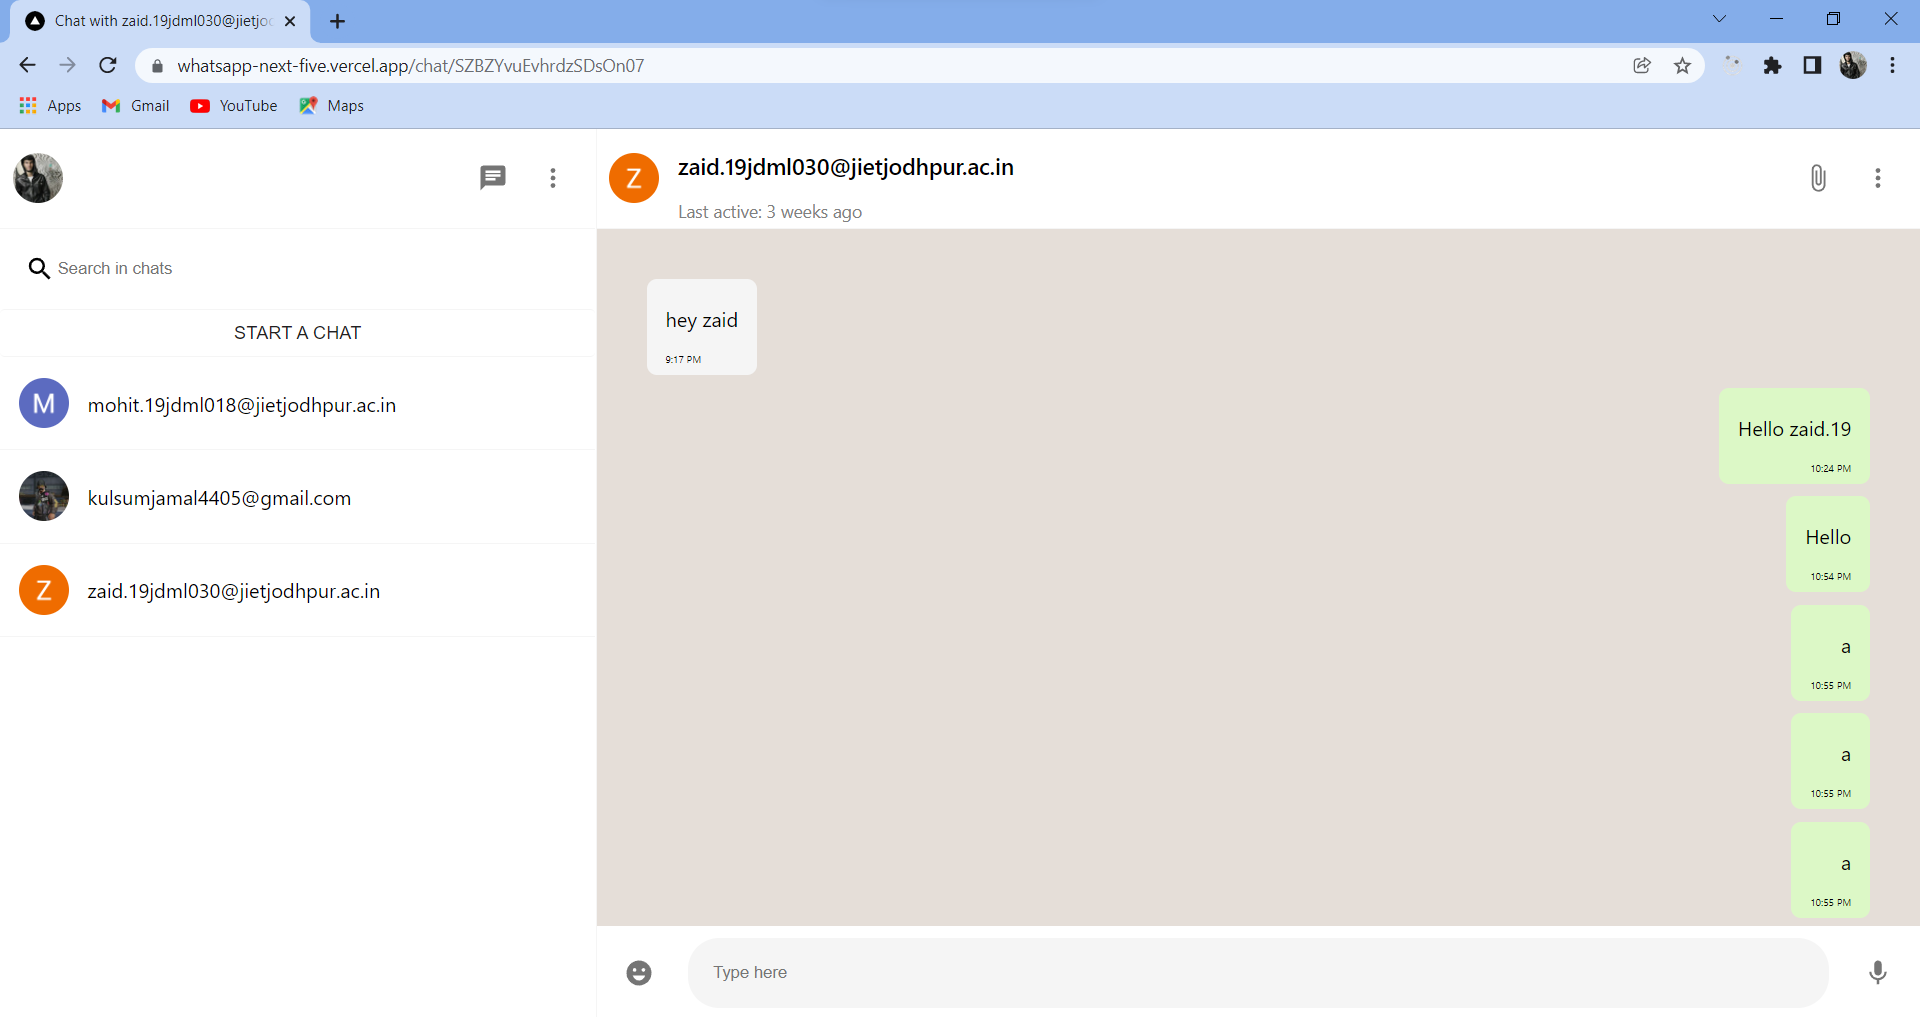 Chat with zaid.19jdml030@jietjo
whatsapp-next-five.vercel.app/chat/SZBZYvuEvhrdzSDsOn07
Apps
Gmail
YouTube
Maps
Search in chats
START A CHAT
M
mohit.19jdml018@jietjodhpur.ac.in
kulsumjamal4405@gmail.com
Z
zaid.19jdml030@jietjodhpur.ac.in
Z
zaid.19jdml030@jietjodhpur.ac.in
Last active: 3 weeks ago
hey zaid
9:17 PM
Hello zaid.19
10:24 PM
Hello
10:54 PM
a
10:55 PM
a
10:55 PM
a
10:55 PM
Type here